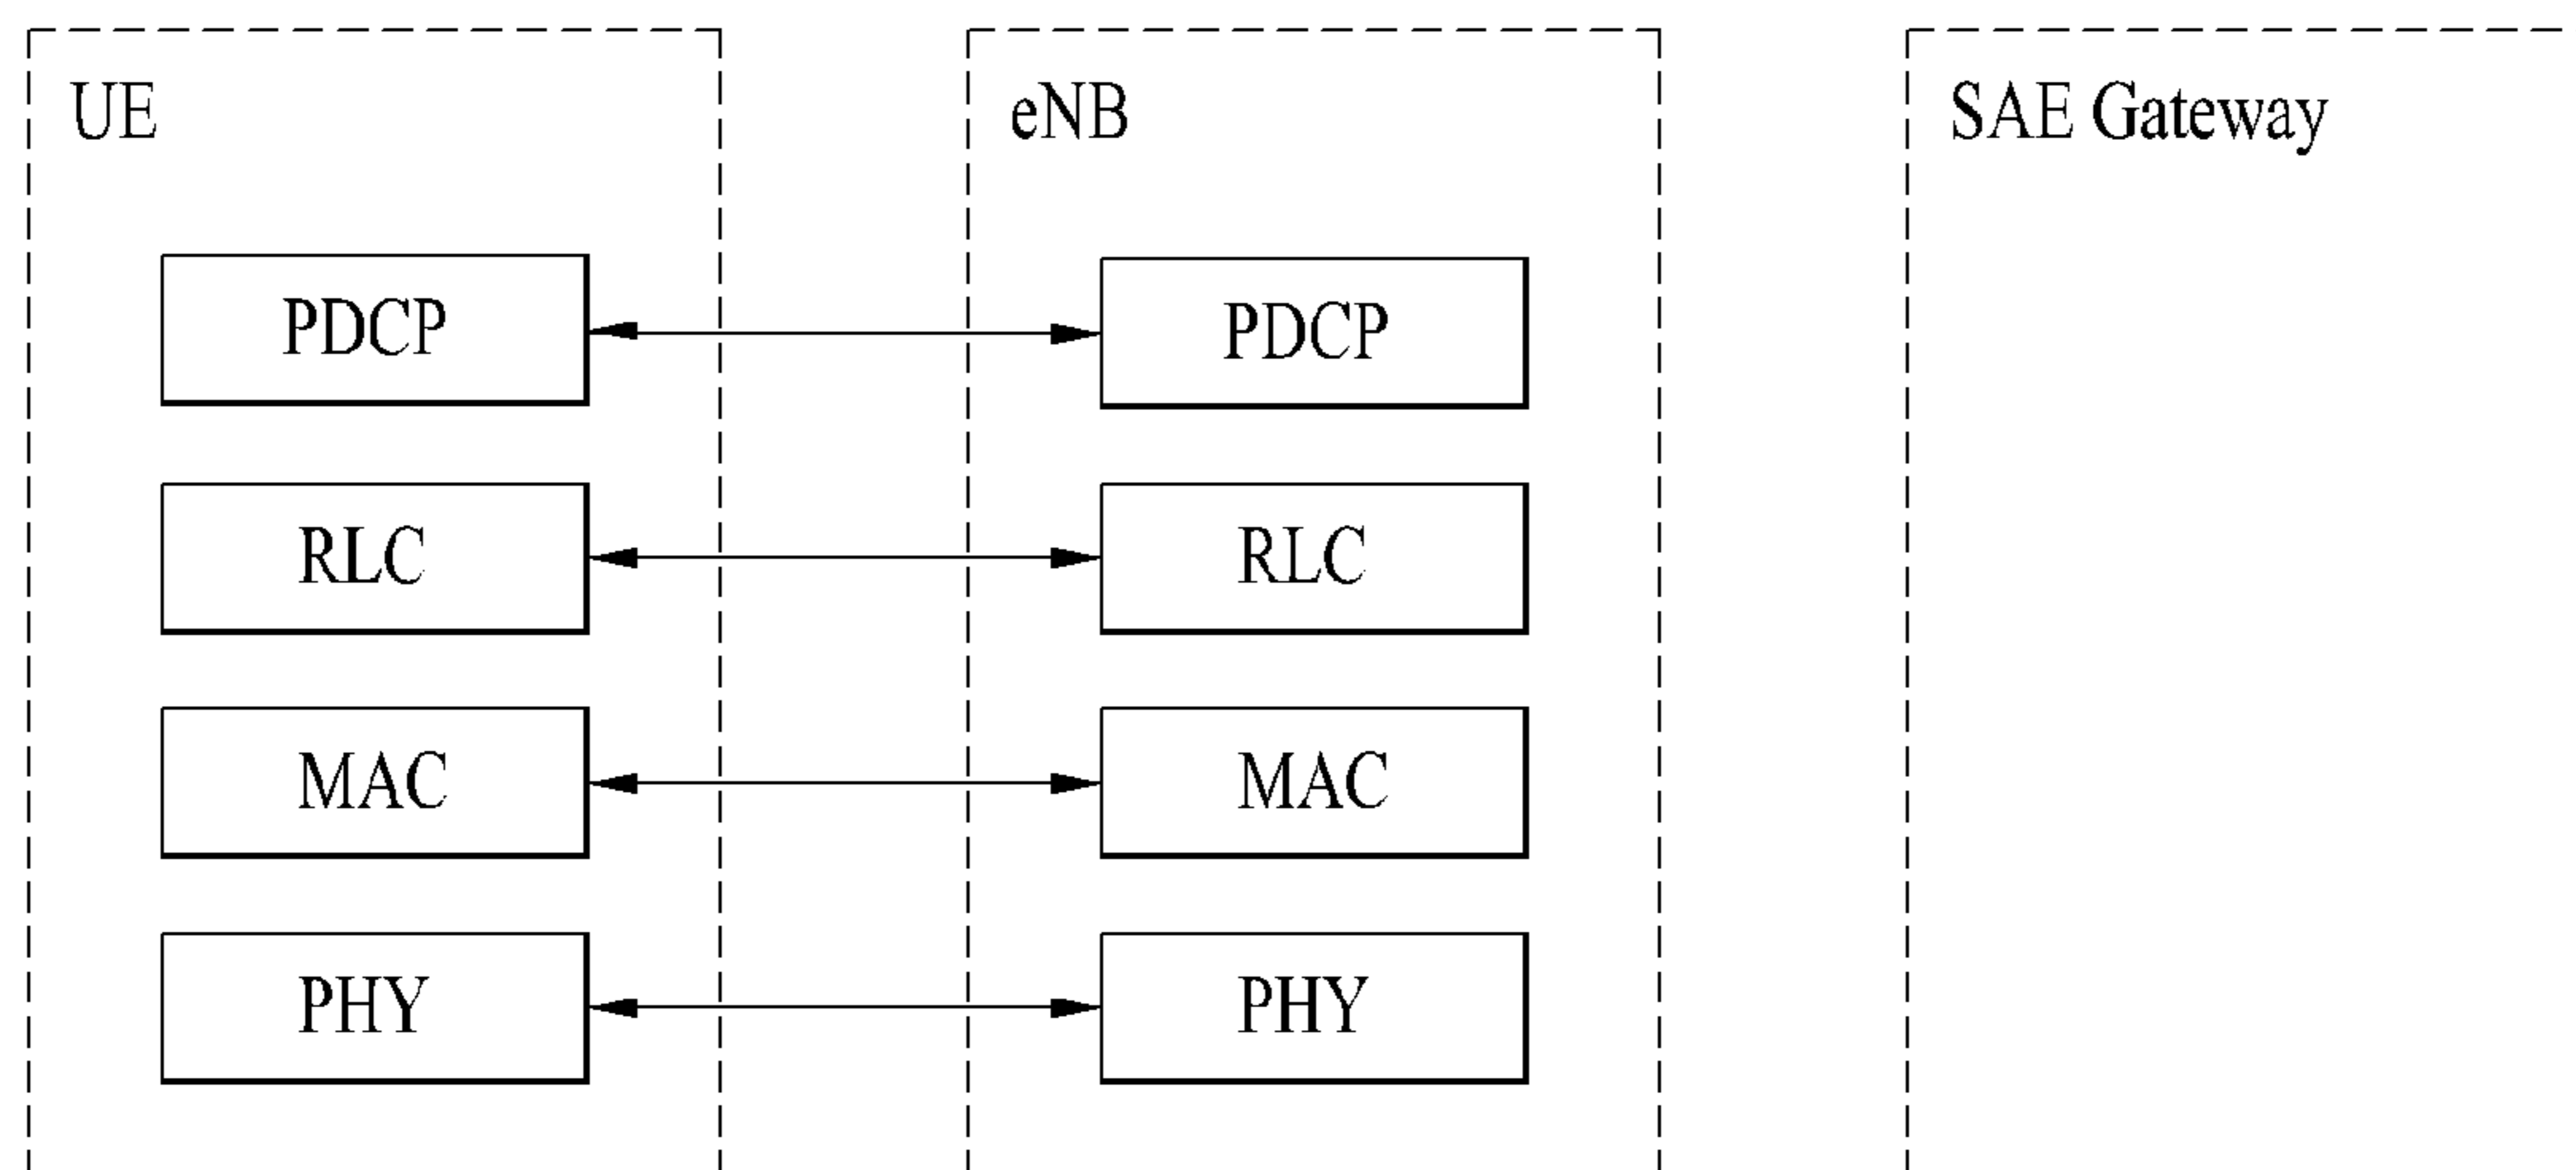 UE
eNB
SAE Gateway
PDCP
PDCP
RLC
RLC
MAC
MAC
PHY
PHY